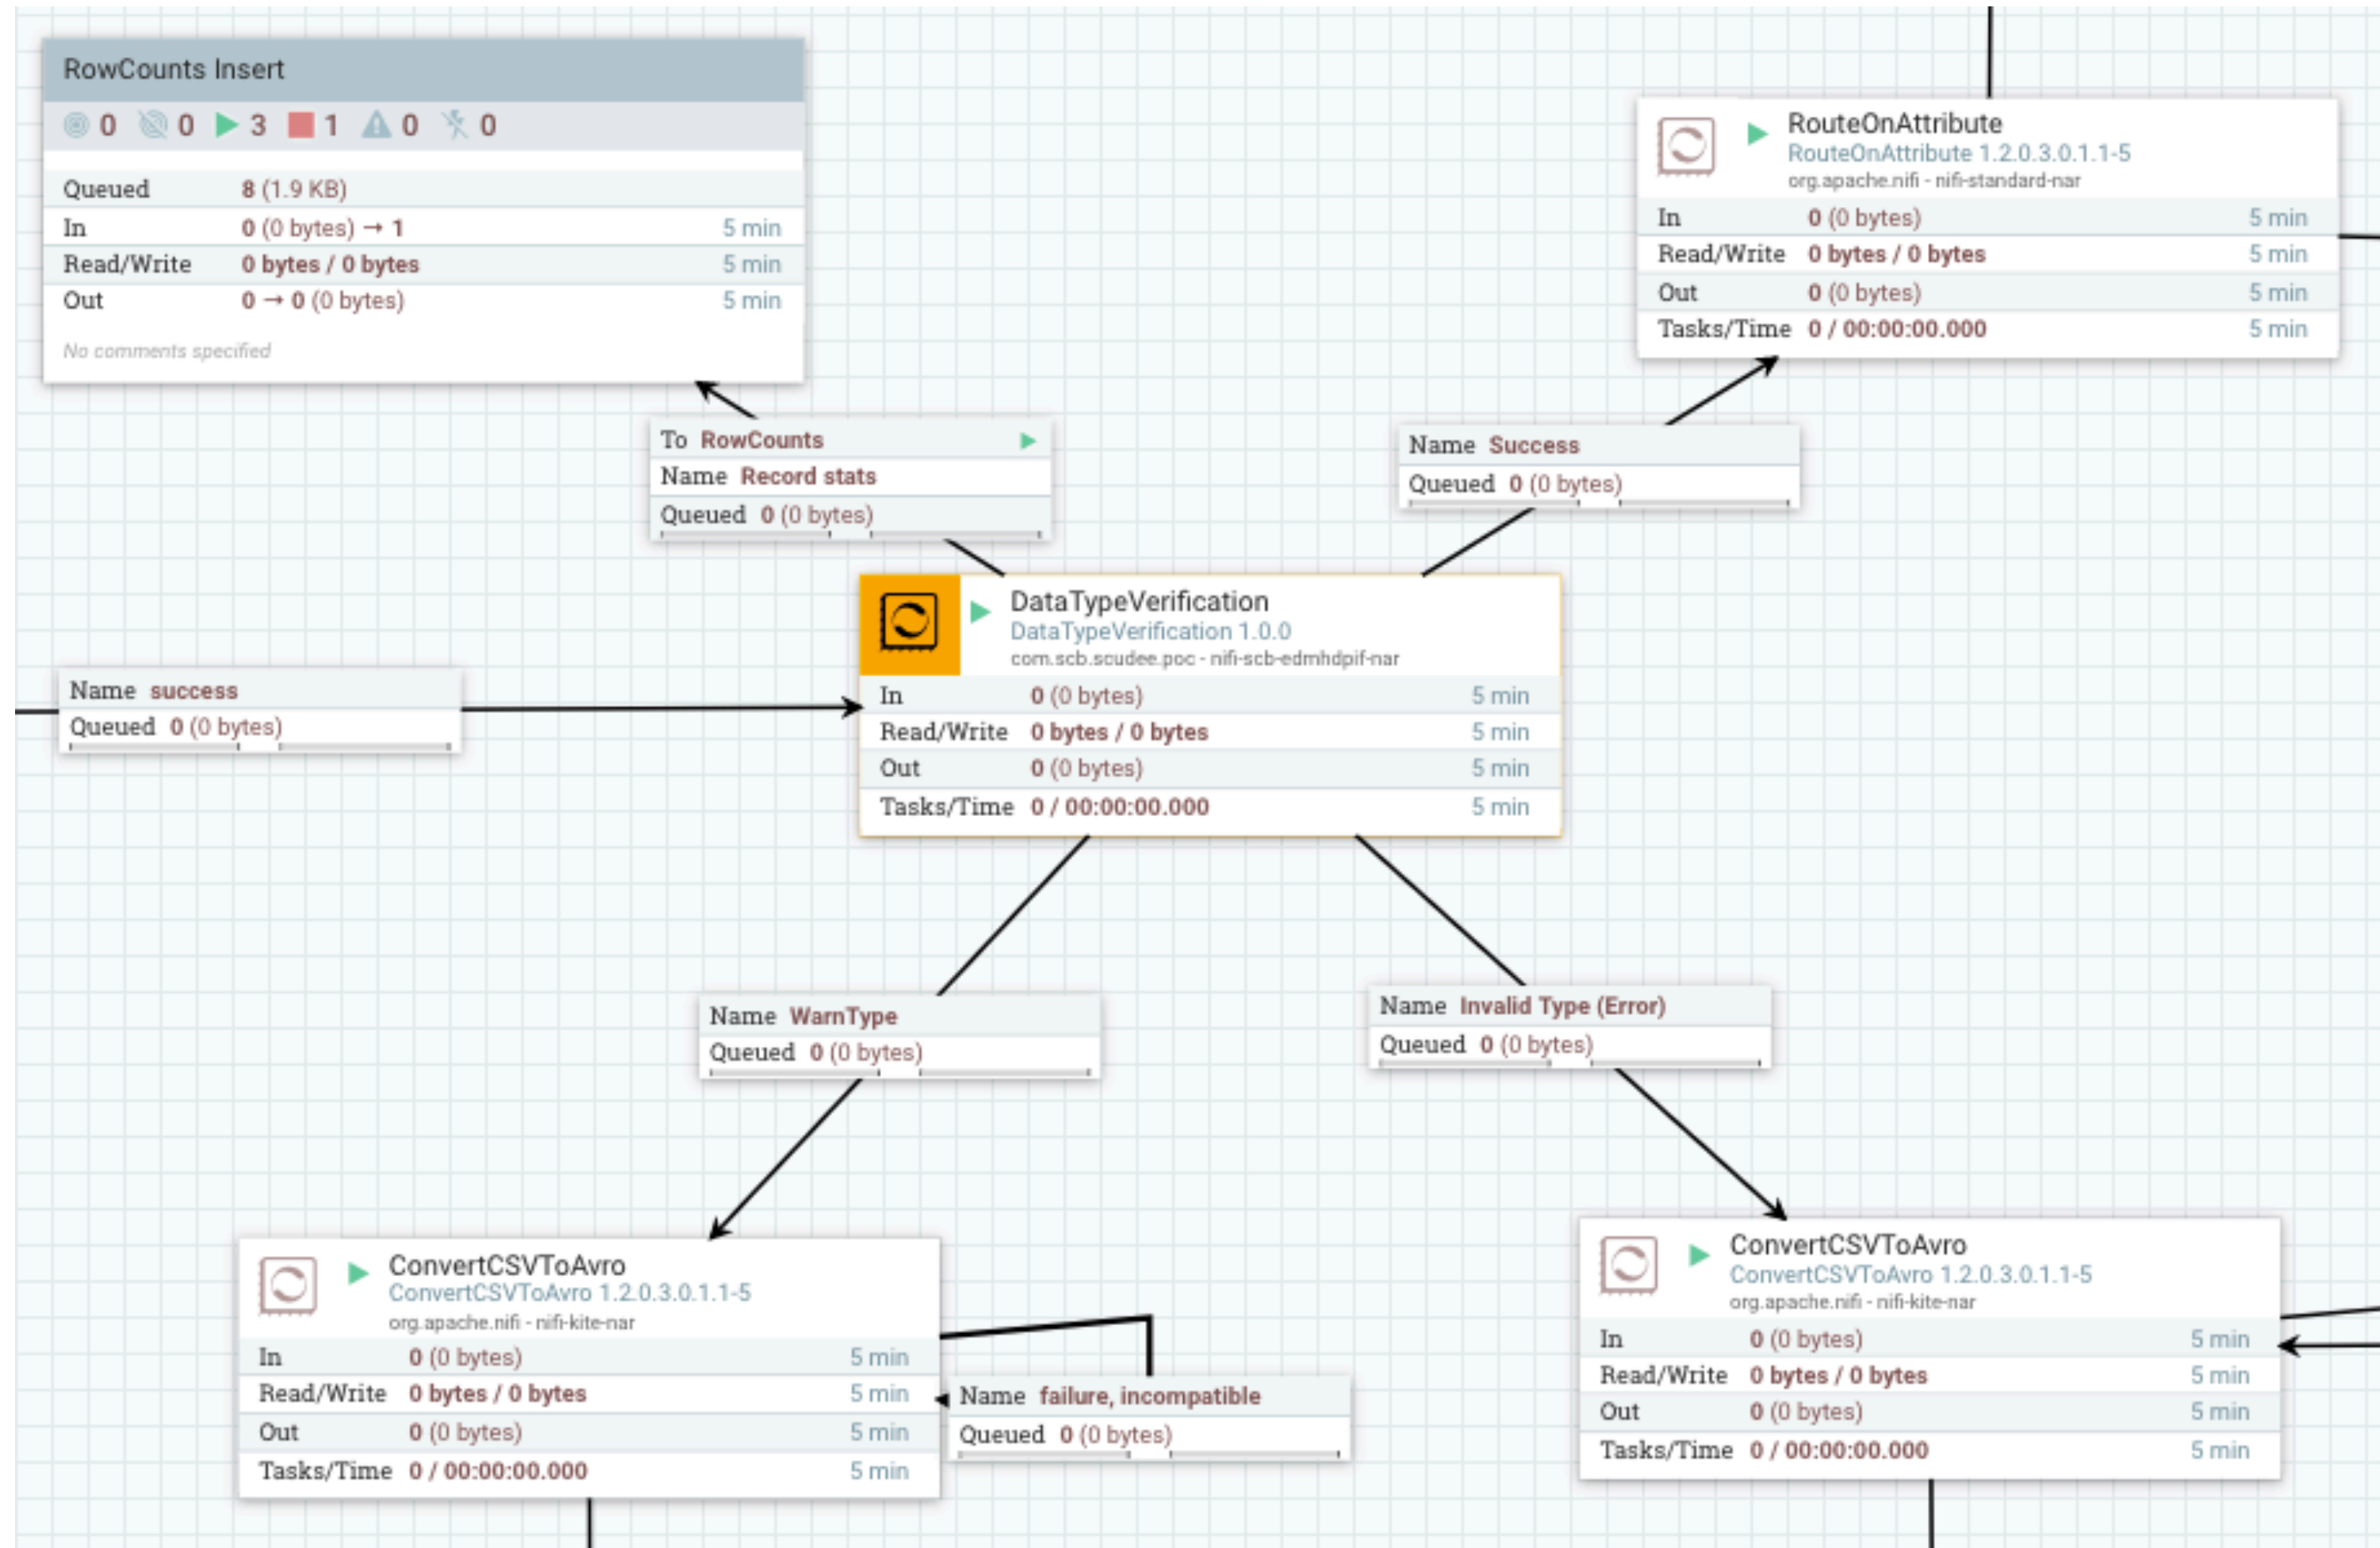 RowCounts Insert
0 0 3 1 0 0
Queued 8 (1.9 KB)
In 0 (0 bytes) → 1 5 min
Read/Write 0 bytes / 0 bytes 5 min
Out 0 → 0 (0 bytes) 5 min
No comments specified
RouteOnAttribute
RouteOnAttribute 1.2.0.3.0.1.1-5
org.apache.nifi - nifi-standard-nar
In 0 (0 bytes) 5 min
Read/Write 0 bytes / 0 bytes 5 min
Out 0 (0 bytes) 5 min
Tasks/Time 0 / 00:00:00.000 5 min
To RowCounts
Name Record stats
Queued 0 (0 bytes)
Name Success
Queued 0 (0 bytes)
DataTypeVerification
DataTypeVerification 1.0.0
com.scb.scudee.poc - nifi-scb-edmhdpif-nar
In 0 (0 bytes) 5 min
Read/Write 0 bytes / 0 bytes 5 min
Out 0 (0 bytes) 5 min
Tasks/Time 0 / 00:00:00.000 5 min
Name success
Queued 0 (0 bytes)
Name WarnType
Queued 0 (0 bytes)
Name Invalid Type (Error)
Queued 0 (0 bytes)
ConvertCSVToAvro
ConvertCSVToAvro 1.2.0.3.0.1.1-5
org.apache.nifi - nifi-kite-nar
In 0 (0 bytes) 5 min
Read/Write 0 bytes / 0 bytes 5 min
Out 0 (0 bytes) 5 min
Tasks/Time 0 / 00:00:00.000 5 min
Name failure, incompatible
Queued 0 (0 bytes)
ConvertCSVToAvro
ConvertCSVToAvro 1.2.0.3.0.1.1-5
org.apache.nifi - nifi-kite-nar
In 0 (0 bytes) 5 min
Read/Write 0 bytes / 0 bytes 5 min
Out 0 (0 bytes) 5 min
Tasks/Time 0 / 00:00:00.000 5 min